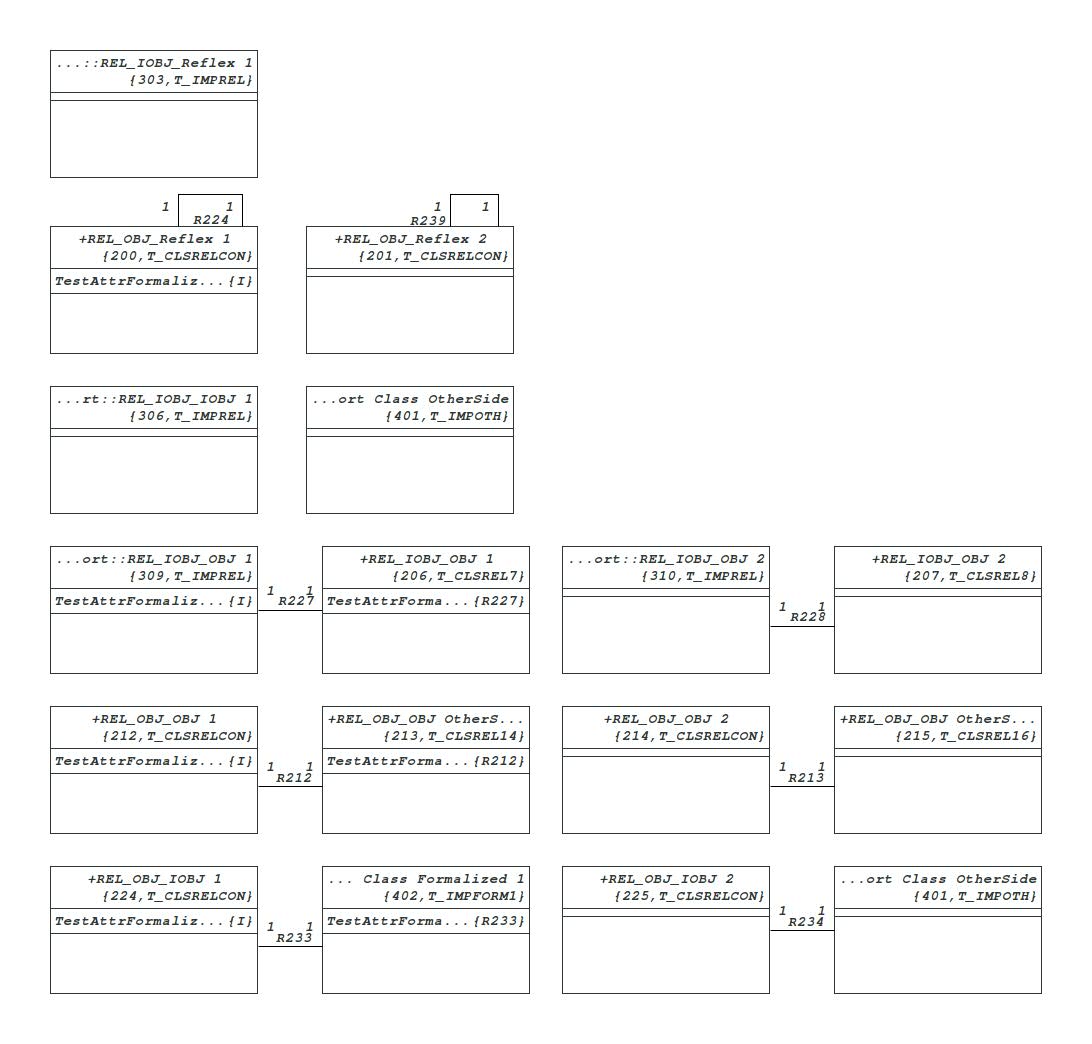 ...::REL_IOBJ_Reflex 1
{303,T_IMPREL}
1 1
R224
+REL_OBJ_Reflex 1
{200,T_CLSRELCON}
TestAttrFormaliz...{I}
1 1
R239
+REL_OBJ_Reflex 2
{201,T_CLSRELCON}
...rt::REL_IOBJ_IOBJ 1
{306,T_IMPREL}
...ort Class OtherSide
{401,T_IMPOTH}
...ort::REL_IOBJ_OBJ 1
{309,T_IMPREL}
TestAttrFormaliz...{I}
1 1
R227
+REL_IOBJ_OBJ 1
{206,T_CLSREL7}
TestAttrForma...{R227}
...ort::REL_IOBJ_OBJ 2
{310,T_IMPREL}
1 1
R228
+REL_IOBJ_OBJ 2
{207,T_CLSREL8}
+REL_OBJ_OBJ 1
{212,T_CLSRELCON}
TestAttrFormaliz...{I}
1 1
R212
+REL_OBJ_OBJ OtherS...
{213,T_CLSREL14}
TestAttrForma...{R212}
+REL_OBJ_OBJ 2
{214,T_CLSRELCON}
1 1
R213
+REL_OBJ_OBJ OtherS...
{215,T_CLSREL16}
+REL_OBJ_IOBJ 1
{224,T_CLSRELCON}
TestAttrFormaliz...{I}
1 1
R233
... Class Formalized 1
{402,T_IMPFORM1}
TestAttrForma...{R233}
+REL_OBJ_IOBJ 2
{225,T_CLSRELCON}
1 1
R234
...ort Class OtherSide
{401,T_IMPOTH}